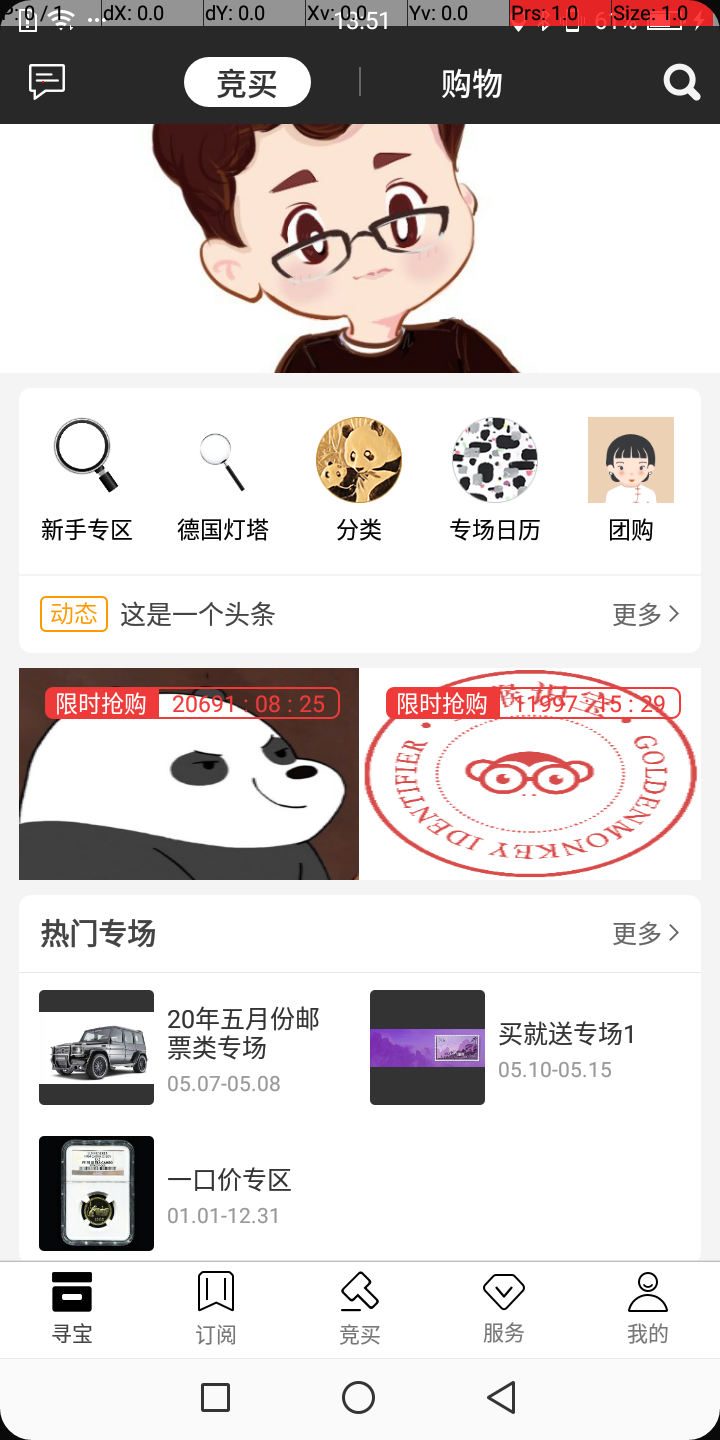 P: 0 / 1 dX: 0.0 dY: 0.0 Xv: 0.0 Yv: 0.0 Prs: 1.0 Size: 1.0
13:51 61%
竞买 购物
新手专区 德国灯塔 分类 专场日历 团购
动态 这是一个头条 更多
限时抢购 20691 : 08 : 25 限时抢购 11997 : 15 : 29
GOLDENMONKEY IDENTIFIER
热门专场 更多
20年五月份邮
票类专场
05.07-05.08
买就送专场1
05.10-05.15
一口价专区
01.01-12.31
寻宝 订阅 竞买 服务 我的